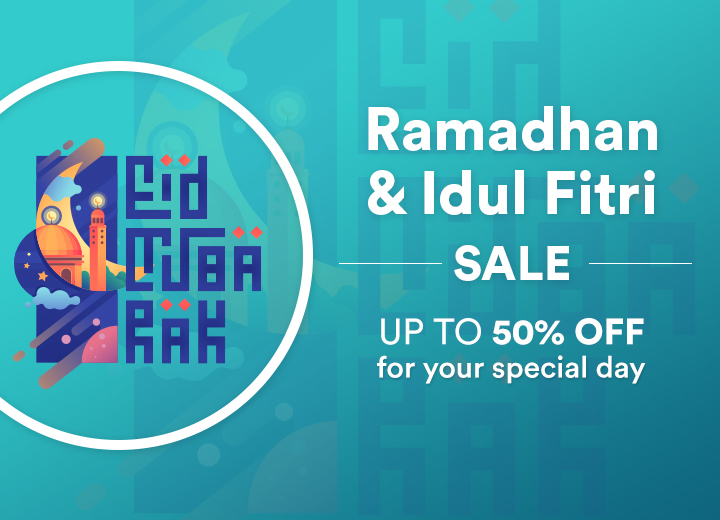 Eid
Muba
rak
Ramadhan
& Idul Fitri
SALE
UP TO 50% OFF
for your special day